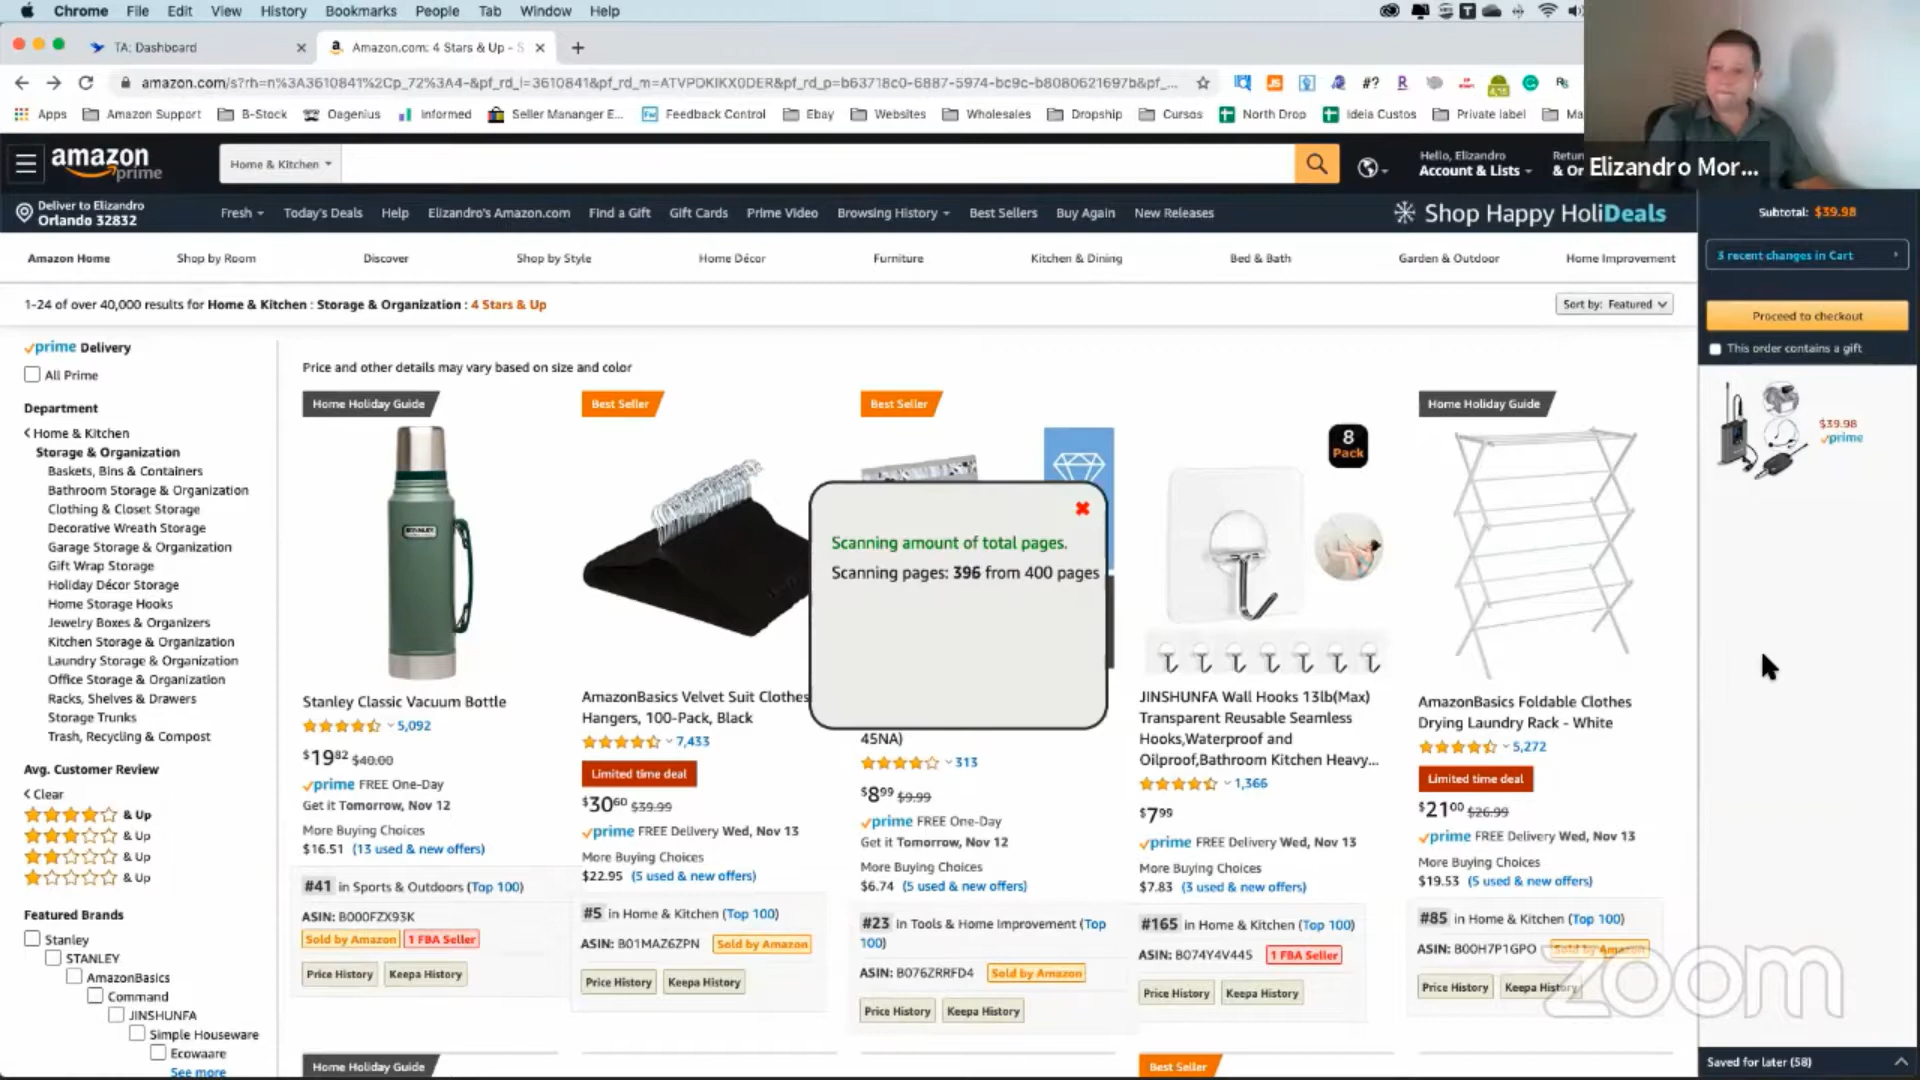 Chrome File Edit View History Bookmarks People Tab Window Help
TA: Dashboard
Amazon.com: 4 Stars & Up - S
amazon.com/s?rh=n%3A3610841%2Cp_72%3A4-&pf_rd_i=3610841&pf_rd_m=ATVPDKIKX0DER&pf_rd_p=b63718c0-6887-5974-bc9c-b8080621697b&pf_...
Apps Amazon Support B-Stock Oagenius Informed Seller Mananger E... Feedback Control Ebay Websites Wholesales Dropship Cursos North Drop Ideia Custos Private label Ma
Elizandro Mor...
amazon prime
Home & Kitchen
Hello, Elizandro
Account & Lists
Retur
& Or
Deliver to Elizandro
Orlando 32832
Fresh Today's Deals Help Elizandro's Amazon.com Find a Gift Gift Cards Prime Video Browsing History Best Sellers Buy Again New Releases
Shop Happy HoliDeals
Amazon Home Shop by Room Discover Shop by Style Home Décor Furniture Kitchen & Dining Bed & Bath Garden & Outdoor Home Improvement
1-24 of over 40,000 results for Home & Kitchen : Storage & Organization : 4 Stars & Up
Sort by: Featured
Subtotal: $39.98
3 recent changes in Cart
Proceed to checkout
This order contains a gift
$39.98
prime
Saved for later (58)
prime Delivery
All Prime
Department
Home & Kitchen
Storage & Organization
Baskets, Bins & Containers
Bathroom Storage & Organization
Clothing & Closet Storage
Decorative Wreath Storage
Garage Storage & Organization
Gift Wrap Storage
Holiday Décor Storage
Home Storage Hooks
Jewelry Boxes & Organizers
Kitchen Storage & Organization
Laundry Storage & Organization
Office Storage & Organization
Racks, Shelves & Drawers
Storage Trunks
Trash, Recycling & Compost
Avg. Customer Review
Clear
& Up
& Up
& Up
& Up
Featured Brands
Stanley
STANLEY
AmazonBasics
Command
JINSHUNFA
Simple Houseware
Ecowaare
See more
Price and other details may vary based on size and color
Home Holiday Guide
STANLEY
Stanley Classic Vacuum Bottle
5,092
$19.82 $40.00
prime FREE One-Day
Get it Tomorrow, Nov 12
More Buying Choices
$16.51 (13 used & new offers)
#41 in Sports & Outdoors (Top 100)
ASIN: B000FZX93K
Sold by Amazon 1 FBA Seller
Price History Keepa History
Home Holiday Guide
Best Seller
AmazonBasics Velvet Suit Clothes
Hangers, 100-Pack, Black
7,433
Limited time deal
$30.60 $39.99
prime FREE Delivery Wed, Nov 13
More Buying Choices
$22.95 (5 used & new offers)
#5 in Home & Kitchen (Top 100)
ASIN: B01MAZ6ZPN Sold by Amazon
Price History Keepa History
Best Seller
Scanning amount of total pages.
Scanning pages: 396 from 400 pages
45NA)
313
$8.99 $9.99
prime FREE One-Day
Get it Tomorrow, Nov 12
More Buying Choices
$6.74 (5 used & new offers)
#23 in Tools & Home Improvement (Top
100)
ASIN: B076ZRRFD4 Sold by Amazon
Price History Keepa History
8
Pack
JINSHUNFA Wall Hooks 13lb(Max)
Transparent Reusable Seamless
Hooks,Waterproof and
Oilproof,Bathroom Kitchen Heavy...
1,366
$7.99
prime FREE Delivery Wed, Nov 13
More Buying Choices
$7.83 (3 used & new offers)
#165 in Home & Kitchen (Top 100)
ASIN: B074Y4V445 1 FBA Seller
Price History Keepa History
Best Seller
Home Holiday Guide
AmazonBasics Foldable Clothes
Drying Laundry Rack - White
5,272
Limited time deal
$21.00 $26.99
prime FREE Delivery Wed, Nov 13
More Buying Choices
$19.53 (5 used & new offers)
#85 in Home & Kitchen (Top 100)
ASIN: B00H7P1GPO Sold by Amazon
Price History Keepa History
zoom